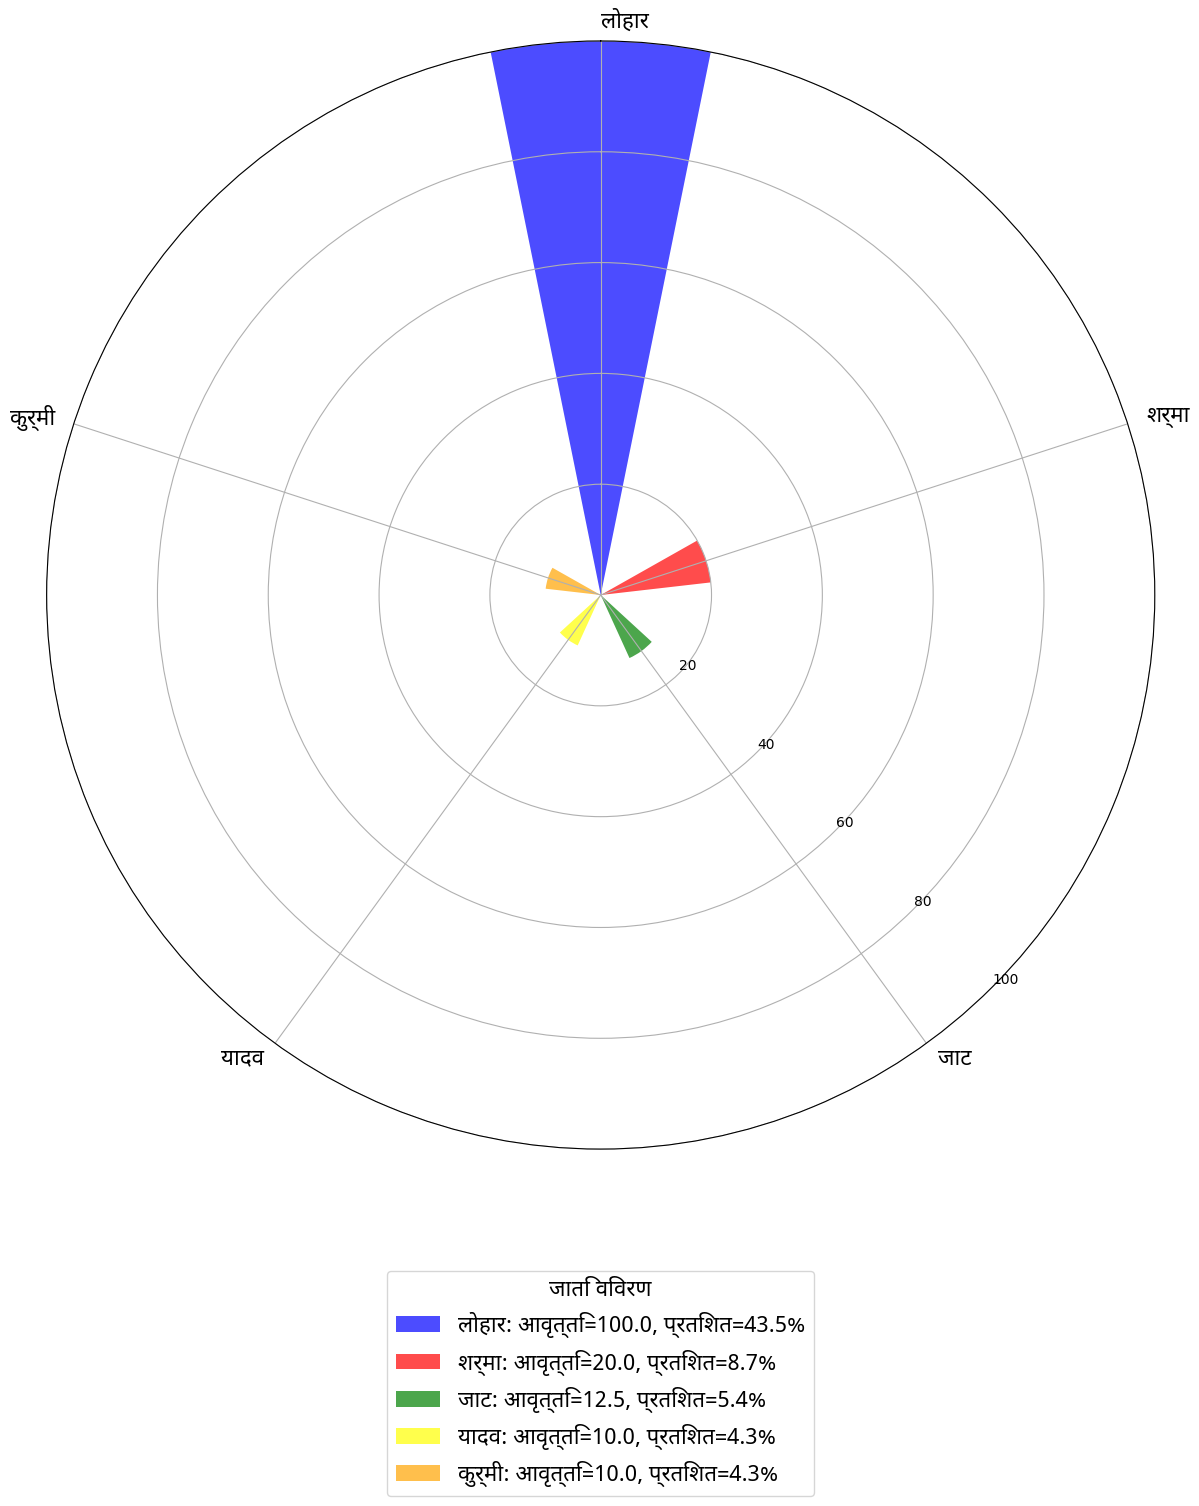 लोहार
कुर्मी
शर्मा
20
40
60
80
100
यादव
जाट
जाति विवरण
लोहार: आवृत्ति=100.0, प्रतिशत=43.5%
शर्मा: आवृत्ति=20.0, प्रतिशत=8.7%
जाट: आवृत्ति=12.5, प्रतिशत=5.4%
यादव: आवृत्ति=10.0, प्रतिशत=4.3%
कुर्मी: आवृत्ति=10.0, प्रतिशत=4.3%